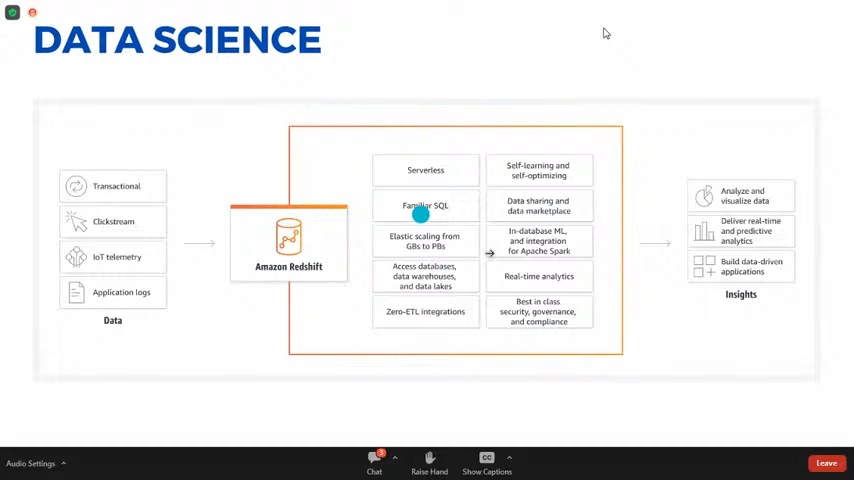 DATA SCIENCE
Transactional
Clickstream
IoT telemetry
Application logs
Data
Amazon Redshift
Serverless
Familiar SQL
Elastic scaling from
GBs to PBs
Access databases,
data warehouses,
and data lakes
Zero-ETL integrations
Self-learning and
self-optimizing
Data sharing and
data marketplace
In-database ML,
and integration
for Apache Spark
Real-time analytics
Best in class
security, governance,
and compliance
Analyze and
visualize data
Deliver real-time
and predictive
analytics
Build data-driven
applications
Insights
Audio Settings
3
Chat
Raise Hand
CC
Show Captions
Leave